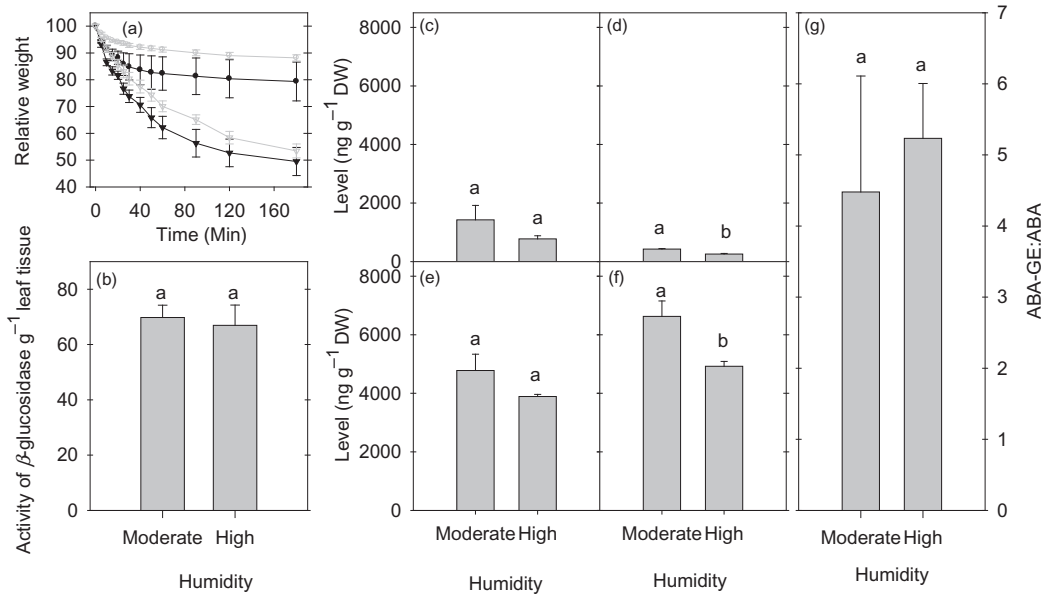 (a)
Relative weight
100
90
80
70
60
50
40
0
40
80
120
160
Time (Min)
(b)
Activity of β-glucosidase g⁻¹ leaf tissue
80
60
40
20
0
a
a
Moderate
High
Humidity
(c)
Level (ng g⁻¹ DW)
8000
6000
4000
2000
0
a
a
(d)
a
b
(e)
Level (ng g⁻¹ DW)
8000
6000
4000
2000
0
a
a
Moderate High
Humidity
(f)
a
b
Moderate High
Humidity
(g)
a
a
7
6
5
4
3
2
1
0
ABA-GE:ABA
Moderate High
Humidity